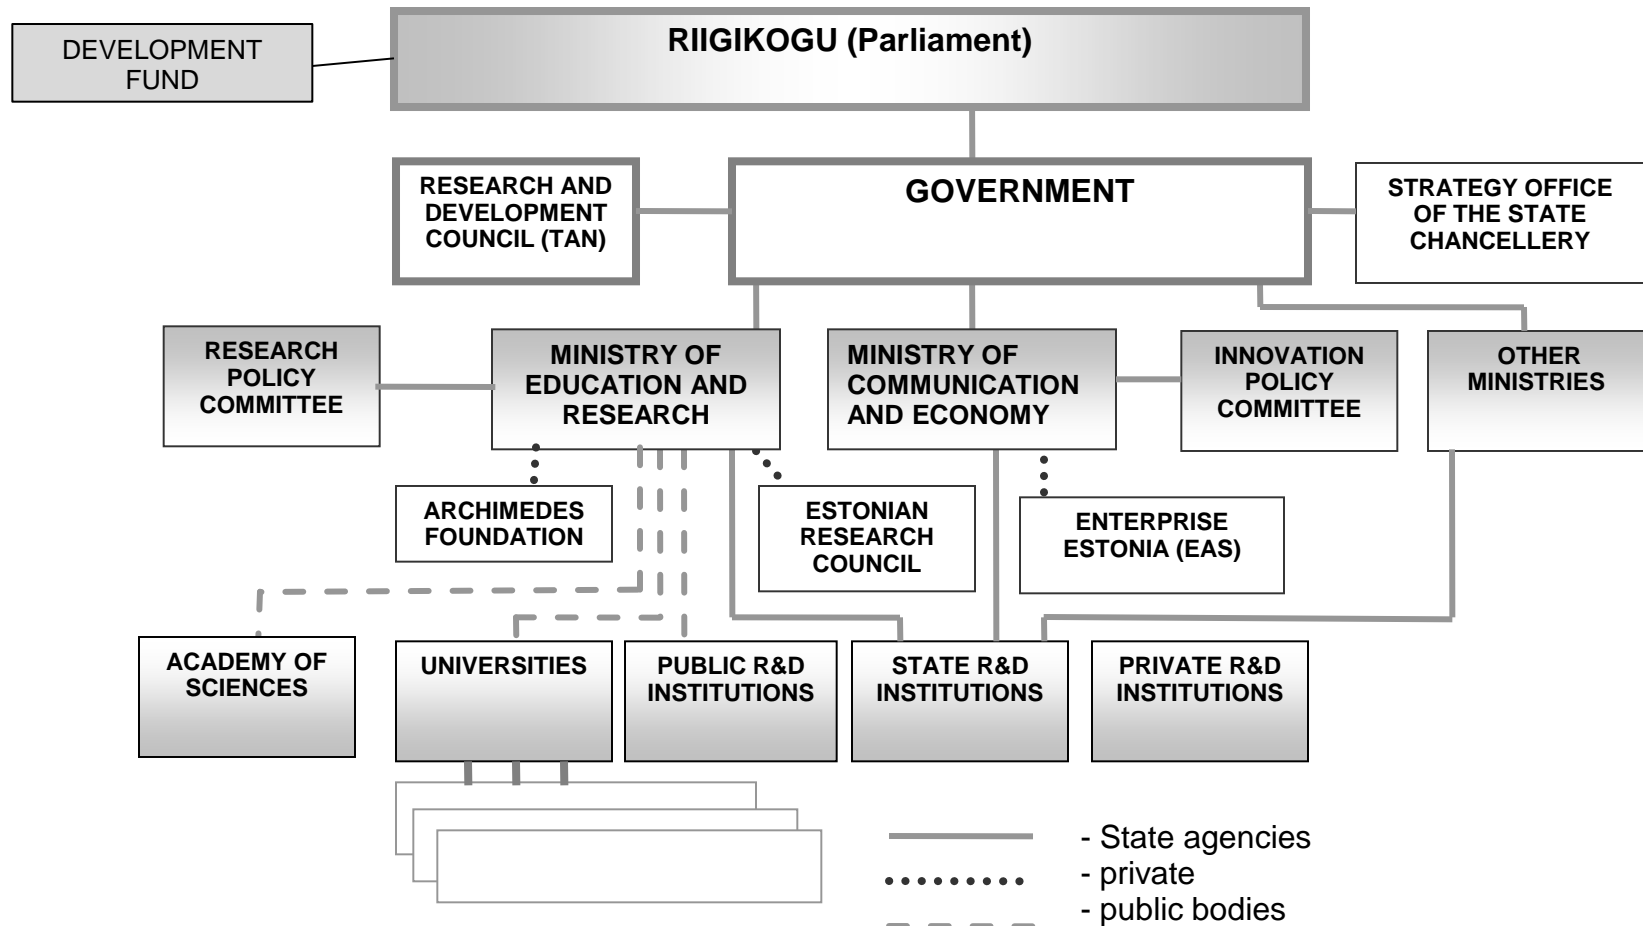 DEVELOPMENT
FUND
RIIGIKOGU (Parliament)
RESEARCH AND
DEVELOPMENT
COUNCIL (TAN)
GOVERNMENT
STRATEGY OFFICE
OF THE STATE
CHANCELLERY
RESEARCH
POLICY
COMMITTEE
MINISTRY OF
EDUCATION AND
RESEARCH
MINISTRY OF
COMMUNICATION
AND ECONOMY
INNOVATION
POLICY
COMMITTEE
OTHER
MINISTRIES
ARCHIMEDES
FOUNDATION
ESTONIAN
RESEARCH
COUNCIL
ENTERPRISE
ESTONIA (EAS)
ACADEMY OF
SCIENCES
UNIVERSITIES
PUBLIC R&D
INSTITUTIONS
STATE R&D
INSTITUTIONS
PRIVATE R&D
INSTITUTIONS
- State agencies
- private
- public bodies